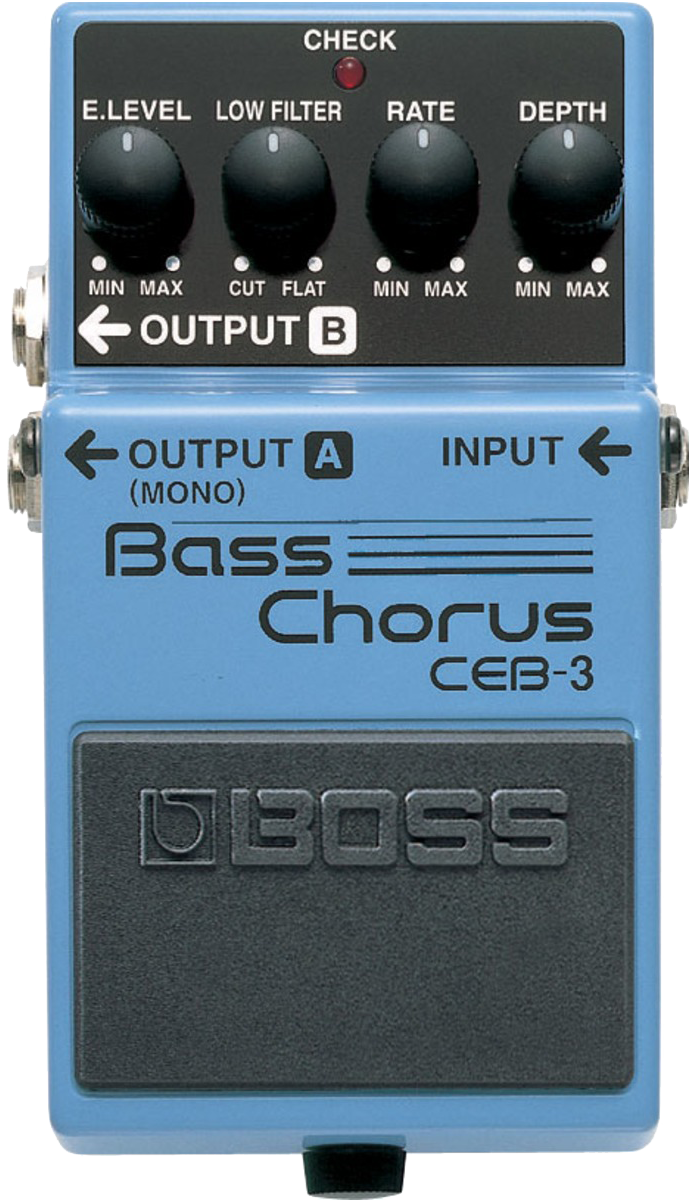 CHECK
E.LEVEL LOW FILTER RATE DEPTH
MIN MAX CUT FLAT MIN MAX MIN MAX
OUTPUT B
OUTPUT A INPUT
(MONO)
Bass
Chorus
CEB-3
BOSS